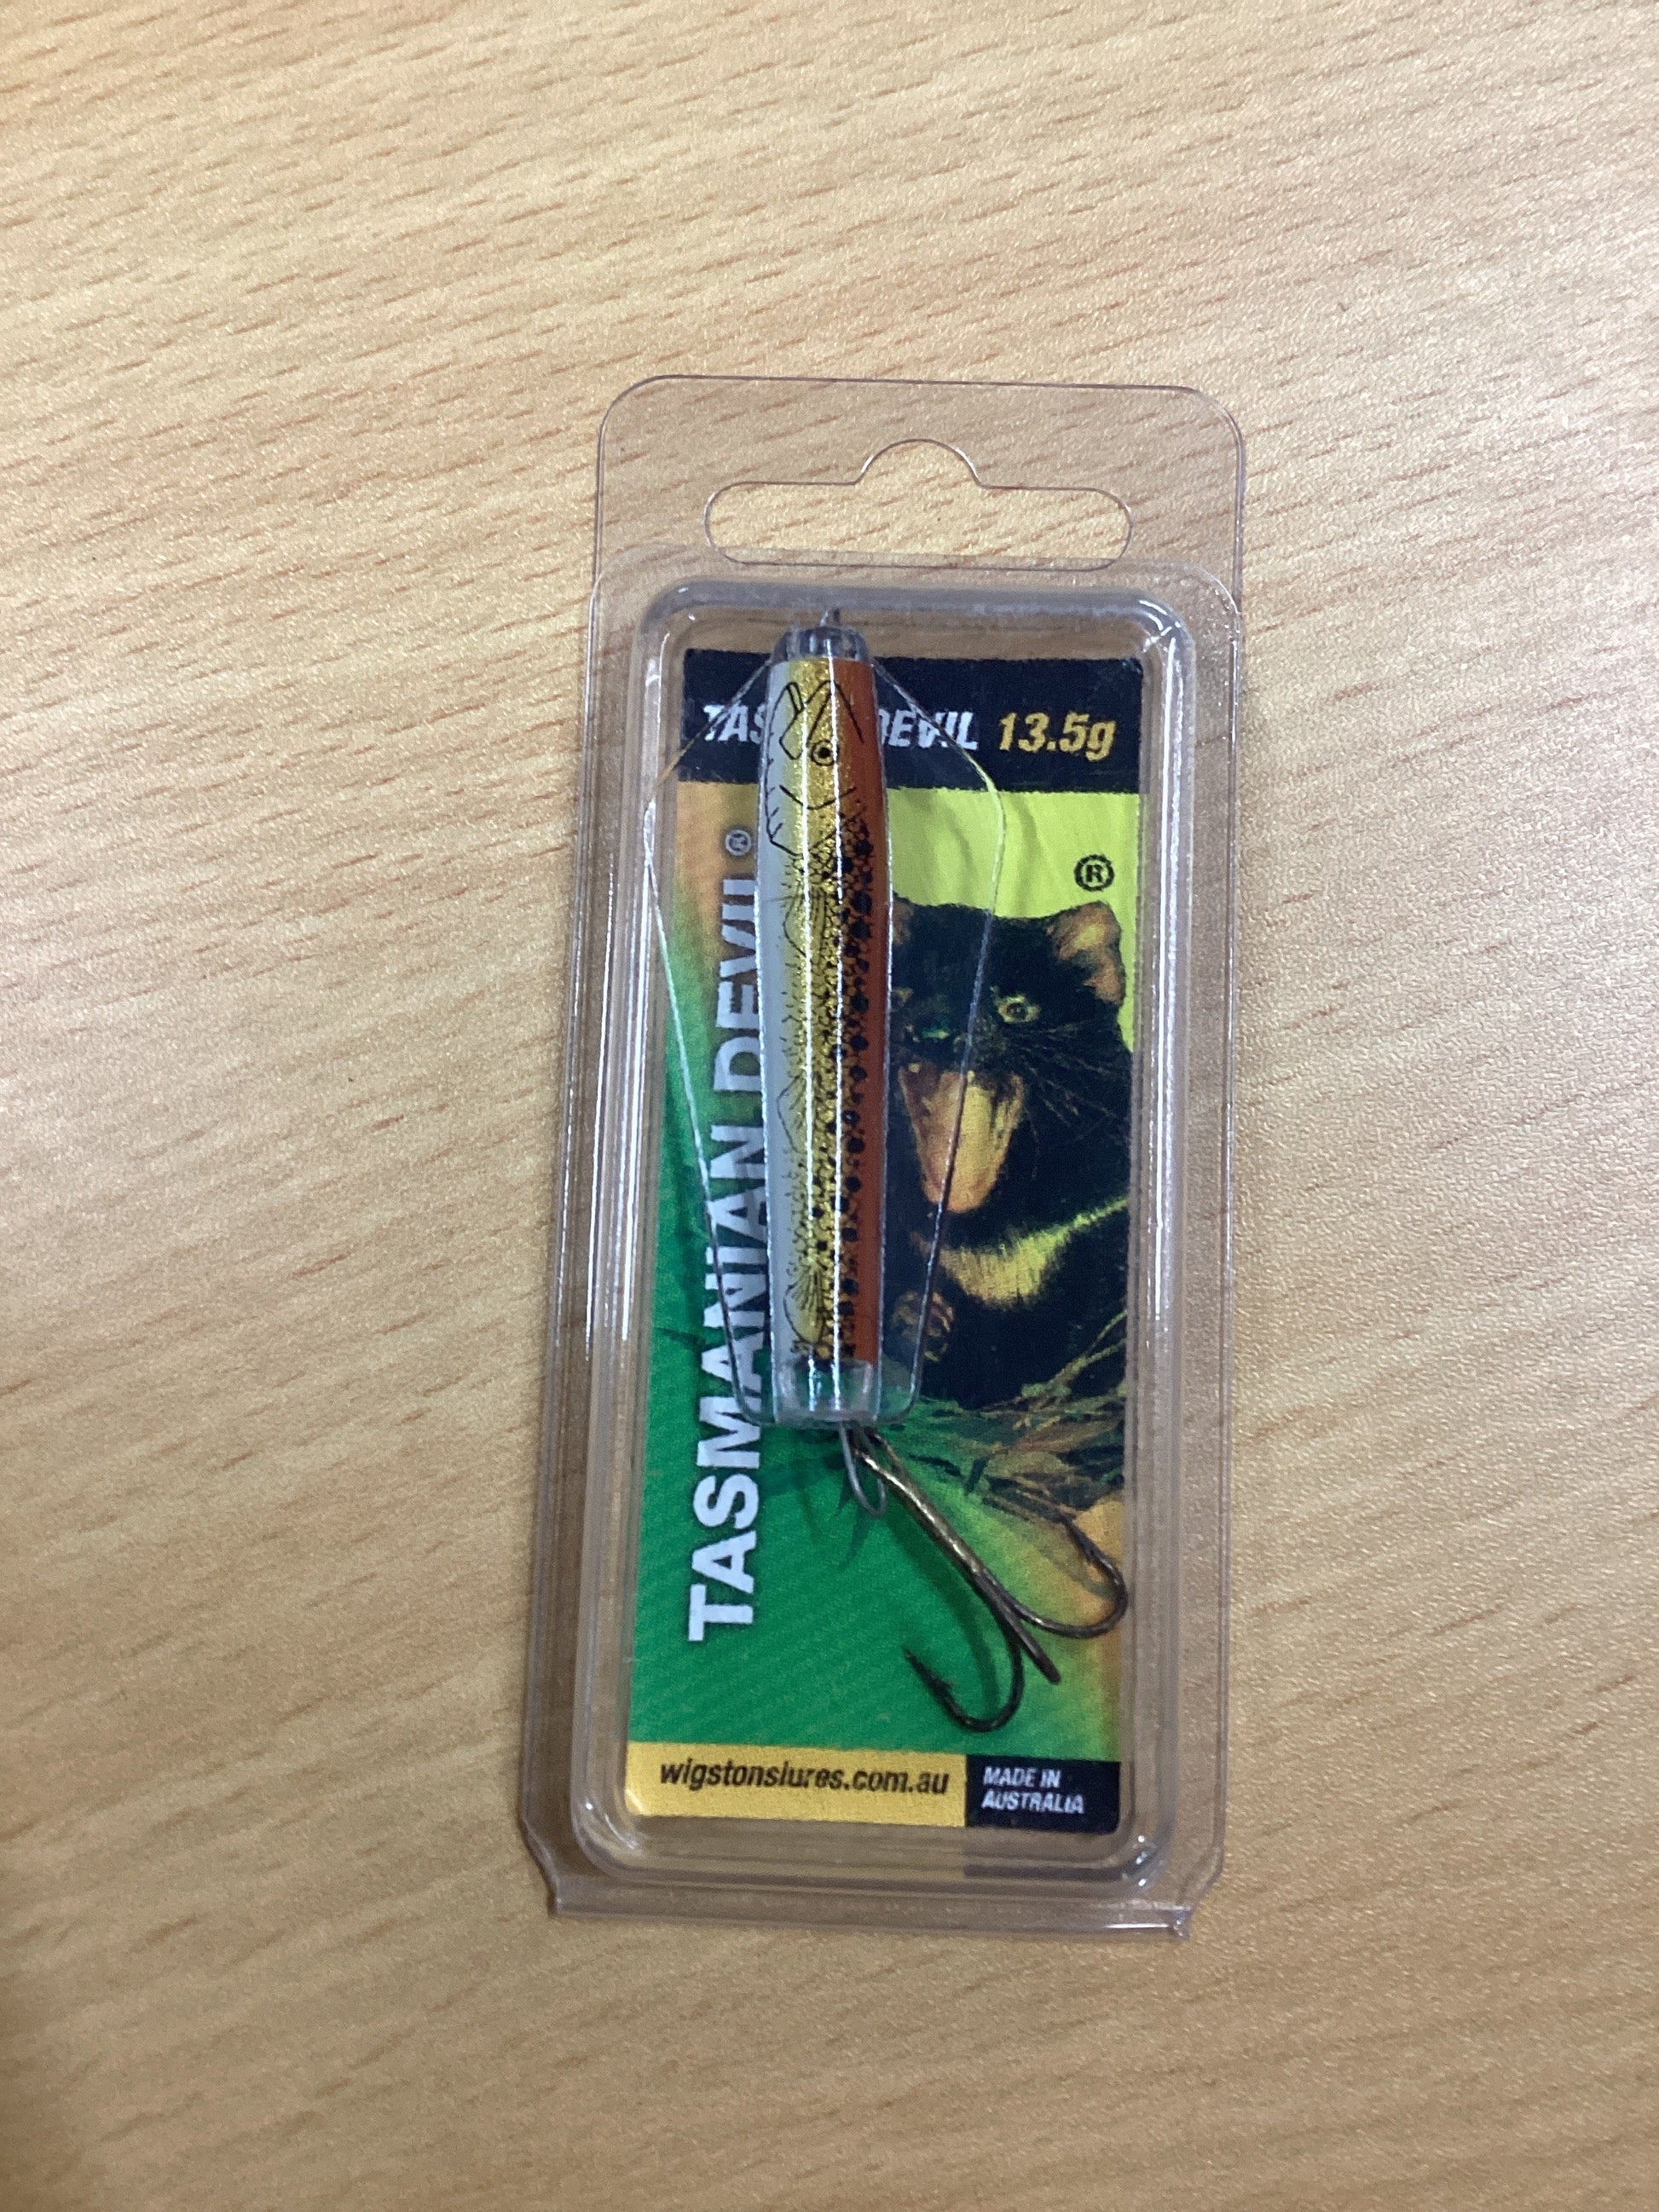 TAS DEVIL 13.5g
TASMANIAN DEVIL ®
®
wigstonslures.com.au
MADE IN
AUSTRALIA